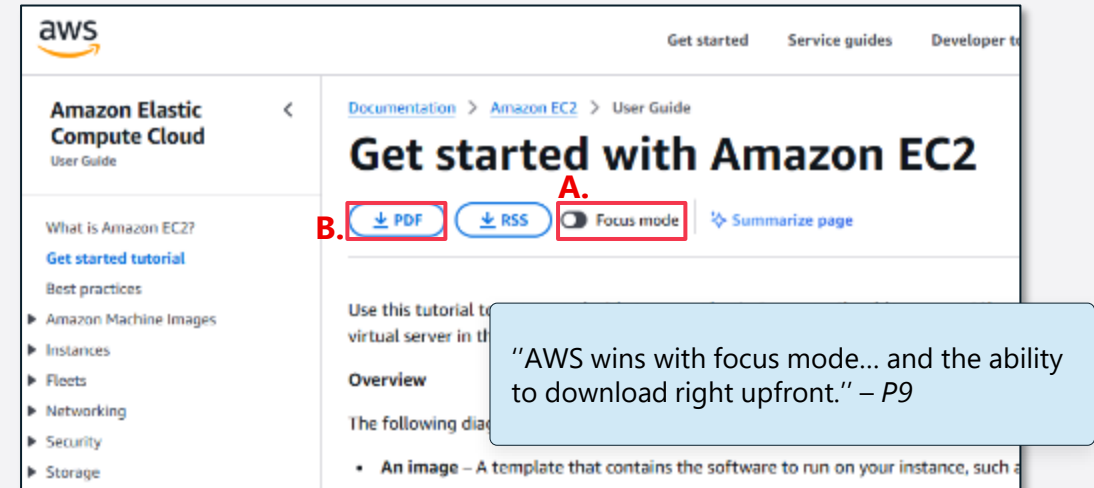 aws
Get started Service guides Developer
Amazon Elastic
Compute Cloud
User Guide
Documentation > Amazon EC2 > User Guide
Get started with Amazon EC2
A.
B.
PDF RSS Focus mode Summarize page
What is Amazon EC2?
Get started tutorial
Best practices
Amazon Machine Images
Instances
Fleets
Networking
Security
Storage
Use this tutorial
virtual server in
Overview
The following
• An image – A template that contains the software to run on your instance, such
"AWS wins with focus mode... and the ability
to download right upfront." – P9